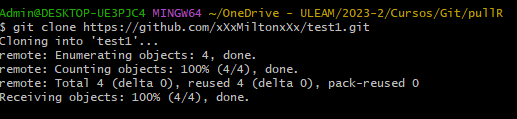 Admin@DESKTOP-UE3PJC4 MINGW64 ~/OneDrive - ULEAM/2023-2/Cursos/Git/pullR
$ git clone https://github.com/xXxMiltonxXx/test1.git
Cloning into 'test1'...
remote: Enumerating objects: 4, done.
remote: Counting objects: 100% (4/4), done.
remote: Total 4 (delta 0), reused 4 (delta 0), pack-reused 0
Receiving objects: 100% (4/4), done.